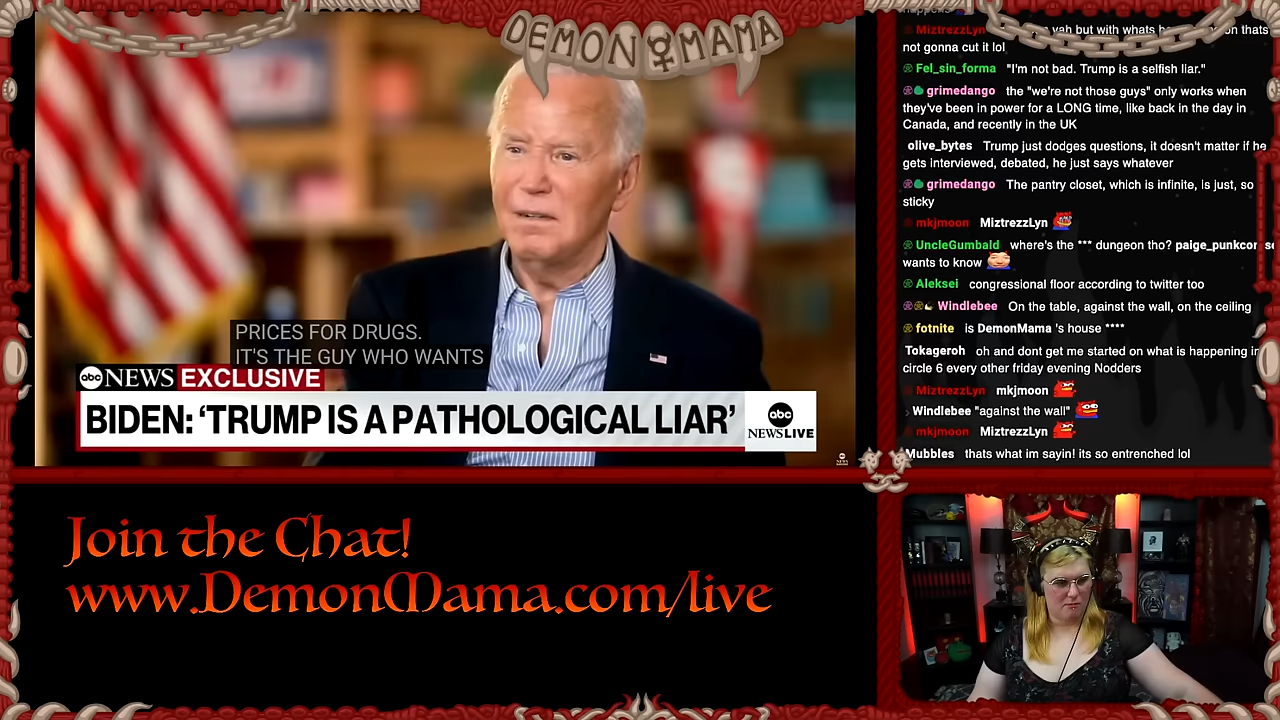 DEMON MAMA
PRICES FOR DRUGS.
IT'S THE GUY WHO WANTS
abc NEWS EXCLUSIVE
BIDEN: ‘TRUMP IS A PATHOLOGICAL LIAR’
abc
NEWS LIVE
Join the Chat!
www.DemonMama.com/live
MiztrezzLyn yah but with whats on thats
not gonna cut it lol
Fel_sin_forma "I'm not bad. Trump is a selfish liar."
grimedango the "we're not those guys" only works when
they've been in power for a LONG time, like back in the day in
Canada, and recently in the UK
olive_bytes Trump just dodges questions, it doesn't matter if he
gets interviewed, debated, he just says whatever
grimedango The pantry closet, which is infinite, is just, so
sticky
mkjmoon MiztrezzLyn
UncleGumbald where's the *** dungeon tho? paige_punkcor
wants to know
Aleksei congressional floor according to twitter too
Windlebee On the table, against the wall, on the ceiling
fotnite is DemonMama 's house ****
Tokageroh oh and dont get me started on what is happening in
circle 6 every other friday evening Nodders
MiztrezzLyn mkjmoon
Windlebee "against the wall"
mkjmoon MiztrezzLyn
Mubbles thats what im sayin! its so entrenched lol